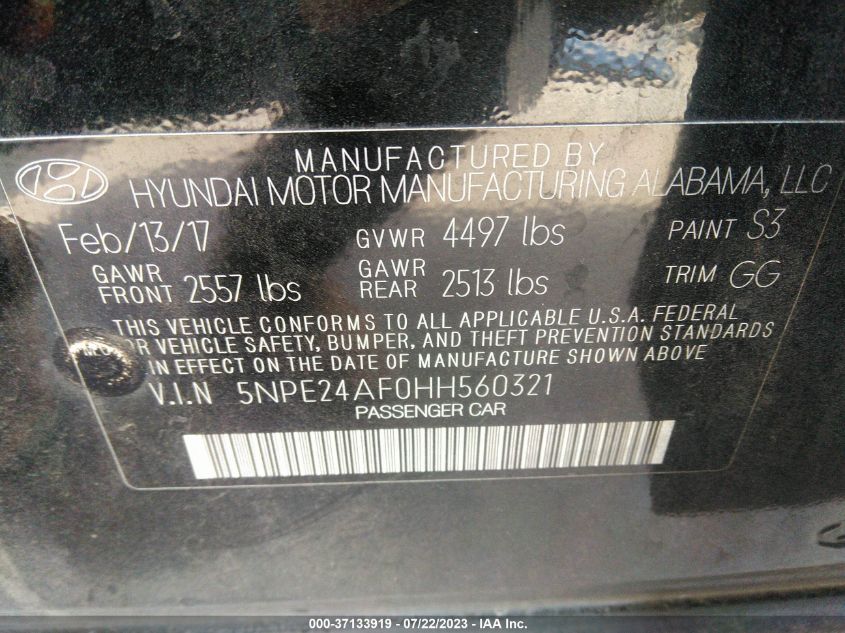 MANUFACTURED BY
HYUNDAI MOTOR MANUFACTURING ALABAMA, LLC
Feb/13/17 GVWR 4497 lbs PAINT S3
GAWR FRONT 2557 lbs GAWR REAR 2513 lbs TRIM GG
THIS VEHICLE CONFORMS TO ALL APPLICABLE U.S.A. FEDERAL
OR VEHICLE SAFETY, BUMPER, AND THEFT PREVENTION STANDARDS
IN EFFECT ON THE DATE OF MANUFACTURE SHOWN ABOVE
V.I.N 5NPE24AF0HH560321
PASSENGER CAR
000-37133919 - 07/22/2023 - IAA Inc.